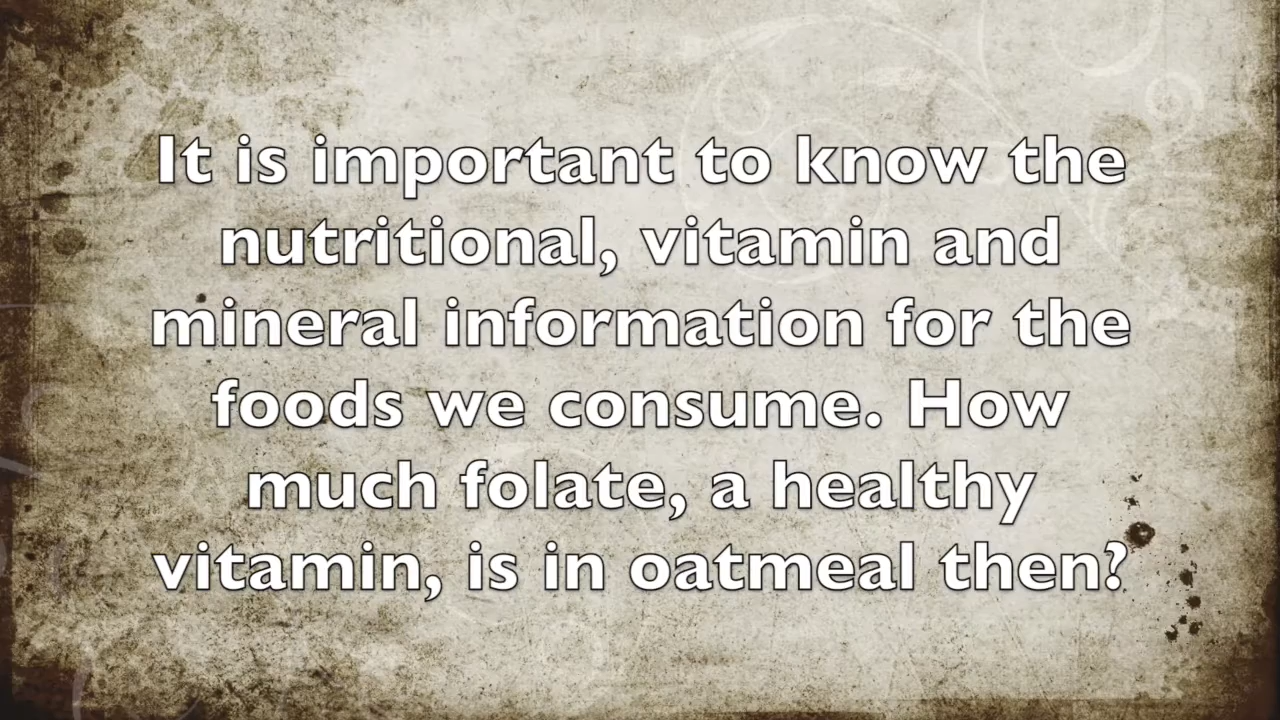 It is important to know the
nutritional, vitamin and
mineral information for the
foods we consume. How
much folate, a healthy
vitamin, is in oatmeal then?